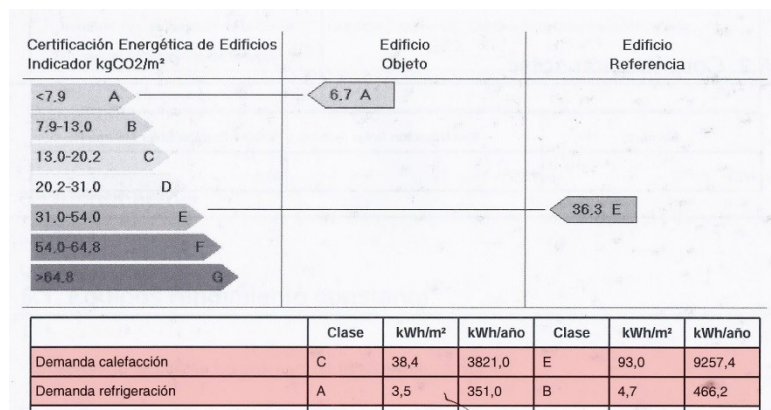 Certificación Energética de Edificios
Indicador kgCO2/m²
Edificio
Objeto
Edificio
Referencia
<7,9 A
6,7 A
7,9-13,0 B
13,0-20,2 C
20,2-31,0 D
31,0-54,0 E
36,3 E
54,0-64,8 F
>64,8 G
Clase kWh/m² kWh/año Clase kWh/m² kWh/año
Demanda calefacción C 38,4 3821,0 E 93,0 9257,4
Demanda refrigeración A 3,5 351,0 B 4,7 466,2